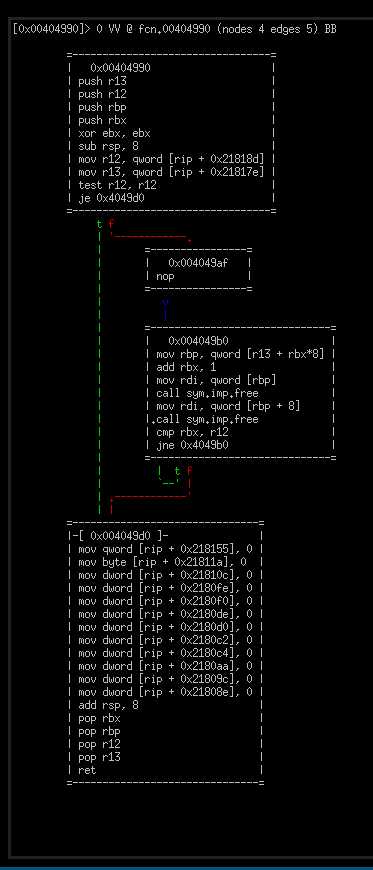 [0x00404990]> 0 VV @ fcn.00404990 (nodes 4 edges 5) BB
0x00404990
push r13
push r12
push rbp
push rbx
xor ebx, ebx
sub rsp, 8
mov r12, qword [rip + 0x21818d]
mov r13, qword [rip + 0x21817e]
test r12, r12
je 0x4049d0
t f
0x004049af
nop
v
0x004049b0
mov rbp, qword [r13 + rbx*8]
add rbx, 1
mov rdi, qword [rbp]
call sym.imp.free
mov rdi, qword [rbp + 8]
call sym.imp.free
cmp rbx, r12
jne 0x4049b0
t f
-[ 0x004049d0 ]-
mov qword [rip + 0x218155], 0
mov byte [rip + 0x21811a], 0
mov dword [rip + 0x21810c], 0
mov dword [rip + 0x2180fe], 0
mov dword [rip + 0x2180f0], 0
mov dword [rip + 0x2180de], 0
mov dword [rip + 0x2180d0], 0
mov dword [rip + 0x2180c2], 0
mov dword [rip + 0x2180c4], 0
mov dword [rip + 0x2180aa], 0
mov dword [rip + 0x21809c], 0
mov dword [rip + 0x21808e], 0
add rsp, 8
pop rbx
pop rbp
pop r12
pop r13
ret